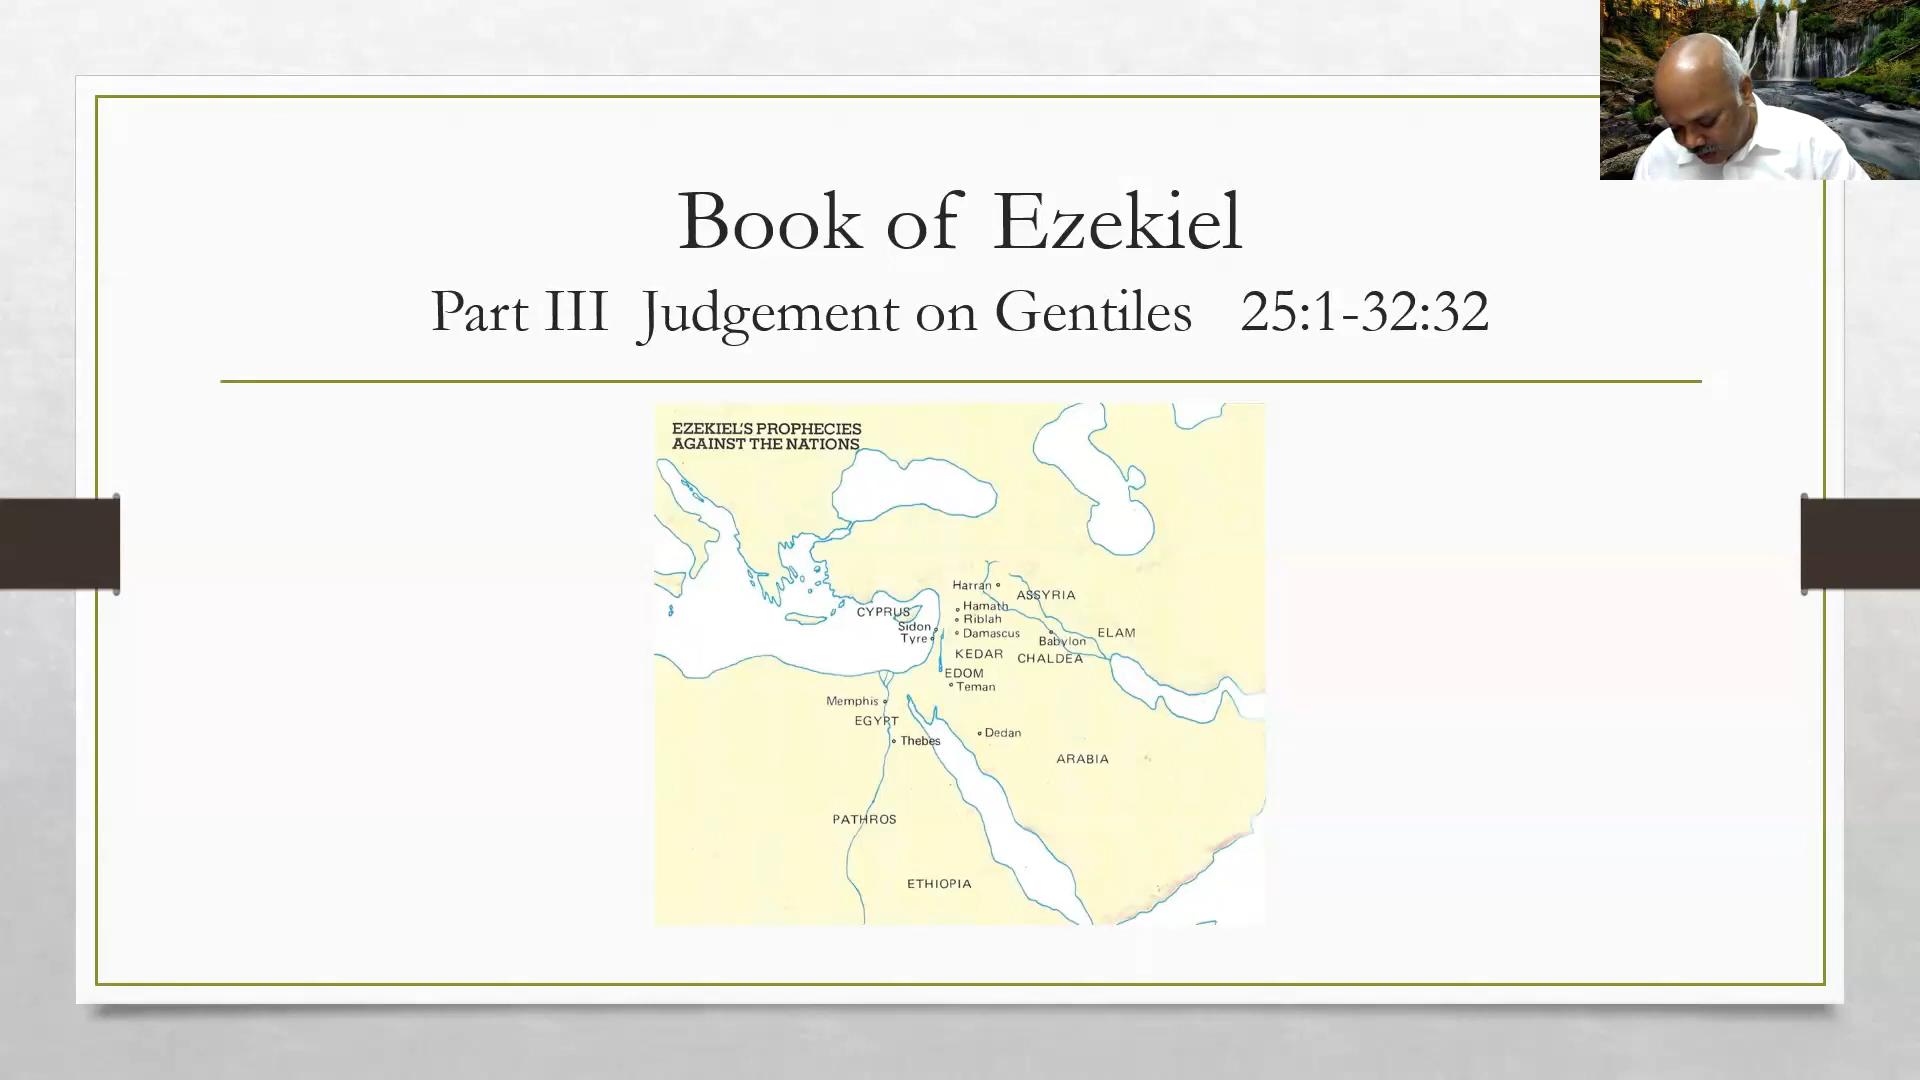 Book of Ezekiel
Part III Judgement on Gentiles 25:1-32:32
EZEKIEL'S PROPHECIES
AGAINST THE NATIONS
Harran
ASSYRIA
CYPRUS
Hamath
Riblah
Sidon
Damascus
ELAM
Tyre
Babylon
KEDAR
CHALDEA
EDOM
Teman
Memphis
EGYPT
Dedan
Thebes
ARABIA
PATHROS
ETHIOPIA